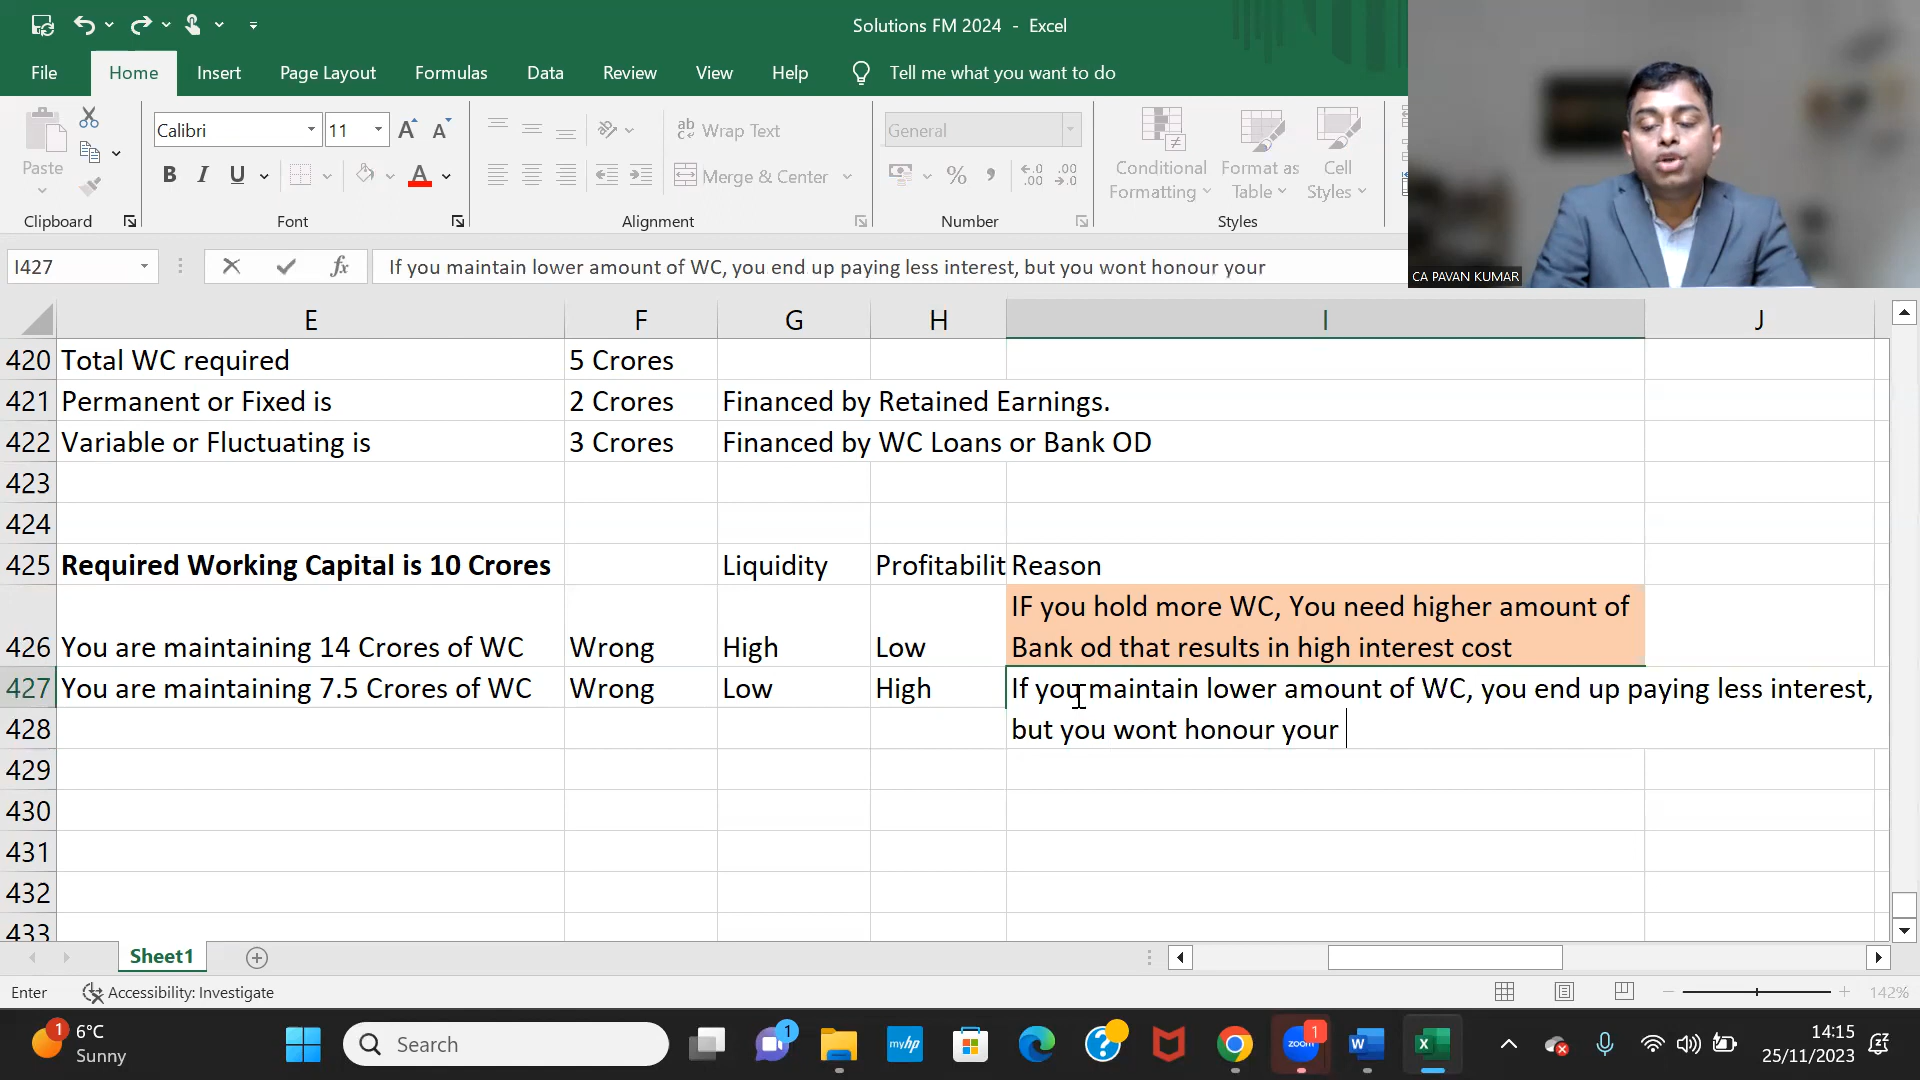 Solutions FM 2024 - Excel
File Home Insert Page Layout Formulas Data Review View Help Tell me what you want to do
Calibri 11 Wrap Text General
Paste B I U A Merge & Center % Conditional Formatting Format as Table Cell Styles
Clipboard Font Alignment Number Styles
I427 fx If you maintain lower amount of WC, you end up paying less interest, but you wont honour your
CA PAVAN KUMAR
E F G H I J
420 Total WC required 5 Crores
421 Permanent or Fixed is 2 Crores Financed by Retained Earnings.
422 Variable or Fluctuating is 3 Crores Financed by WC Loans or Bank OD
423
424
425 Required Working Capital is 10 Crores Liquidity Profitabilit Reason
IF you hold more WC, You need higher amount of
426 You are maintaining 14 Crores of WC Wrong High Low Bank od that results in high interest cost
427 You are maintaining 7.5 Crores of WC Wrong Low High If you maintain lower amount of WC, you end up paying less interest,
428 but you wont honour your
429
430
431
432
433
Sheet1
Enter Accessibility: Investigate 142%
1 6°C
Sunny
Search
1
myhp
zoom 1
W
X
14:15
25/11/2023